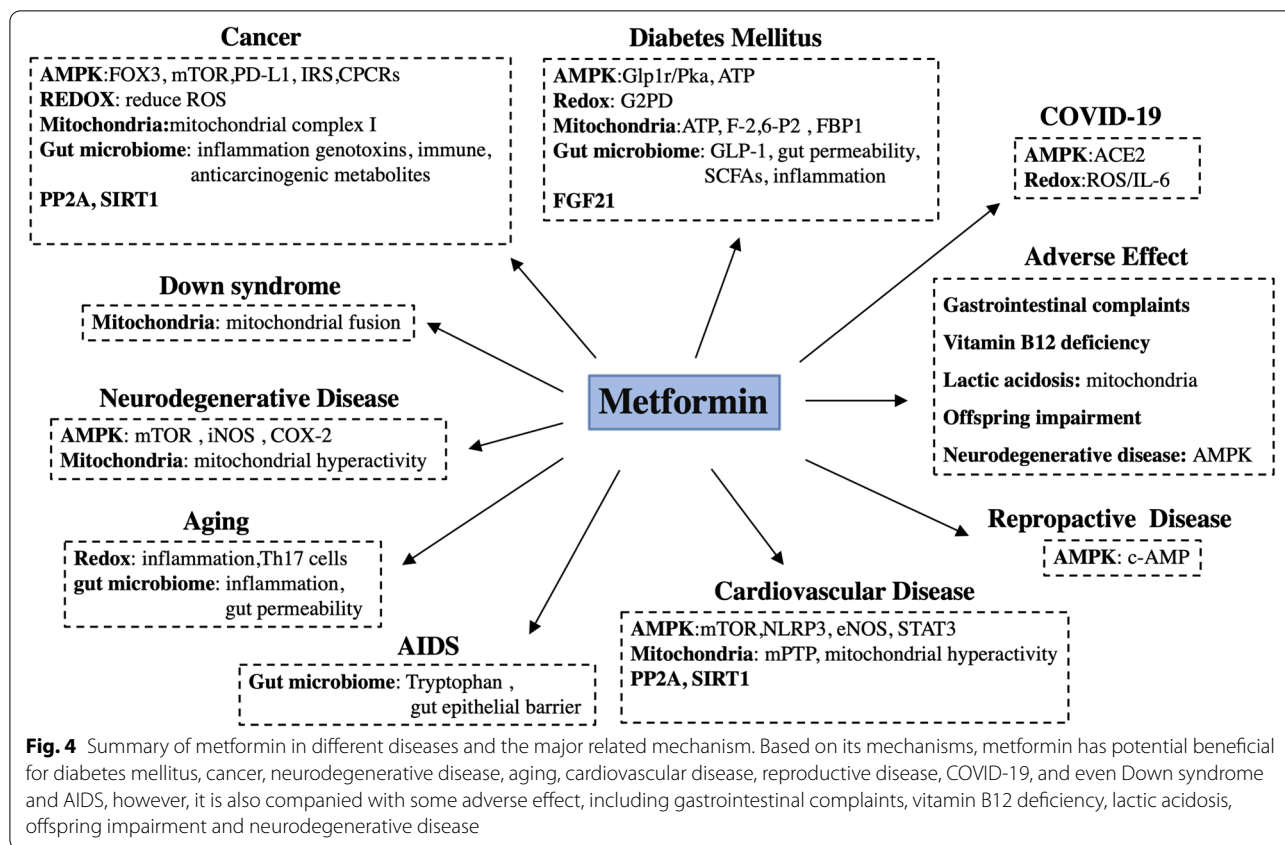 Cancer
AMPK:FOX3, mTOR,PD-L1, IRS,CPCRs
REDOX: reduce ROS
Mitochondria:mitochondrial complex I
Gut microbiome: inflammation genotoxins, immune,
anticarcinogenic metabolites
PP2A, SIRT1
Diabetes Mellitus
AMPK:Glp1r/Pka, ATP
Redox: G2PD
Mitochondria:ATP, F-2,6-P2 , FBP1
Gut microbiome: GLP-1, gut permeability,
SCFAs, inflammation
FGF21
COVID-19
AMPK:ACE2
Redox:ROS/IL-6
Down syndrome
Mitochondria: mitochondrial fusion
Adverse Effect
Gastrointestinal complaints
Vitamin B12 deficiency
Lactic acidosis: mitochondria
Offspring impairment
Neurodegenerative disease: AMPK
Metformin
Neurodegenerative Disease
AMPK: mTOR , iNOS , COX-2
Mitochondria: mitochondrial hyperactivity
Aging
Redox: inflammation,Th17 cells
gut microbiome: inflammation,
gut permeability
Repropactive Disease
AMPK: c-AMP
AIDS
Gut microbiome: Tryptophan ,
gut epithelial barrier
Cardiovascular Disease
AMPK:mTOR,NLRP3, eNOS, STAT3
Mitochondria: mPTP, mitochondrial hyperactivity
PP2A, SIRT1
Fig. 4 Summary of metformin in different diseases and the major related mechanism. Based on its mechanisms, metformin has potential beneficial
for diabetes mellitus, cancer, neurodegenerative disease, aging, cardiovascular disease, reproductive disease, COVID-19, and even Down syndrome
and AIDS, however, it is also companied with some adverse effect, including gastrointestinal complaints, vitamin B12 deficiency, lactic acidosis,
offspring impairment and neurodegenerative disease